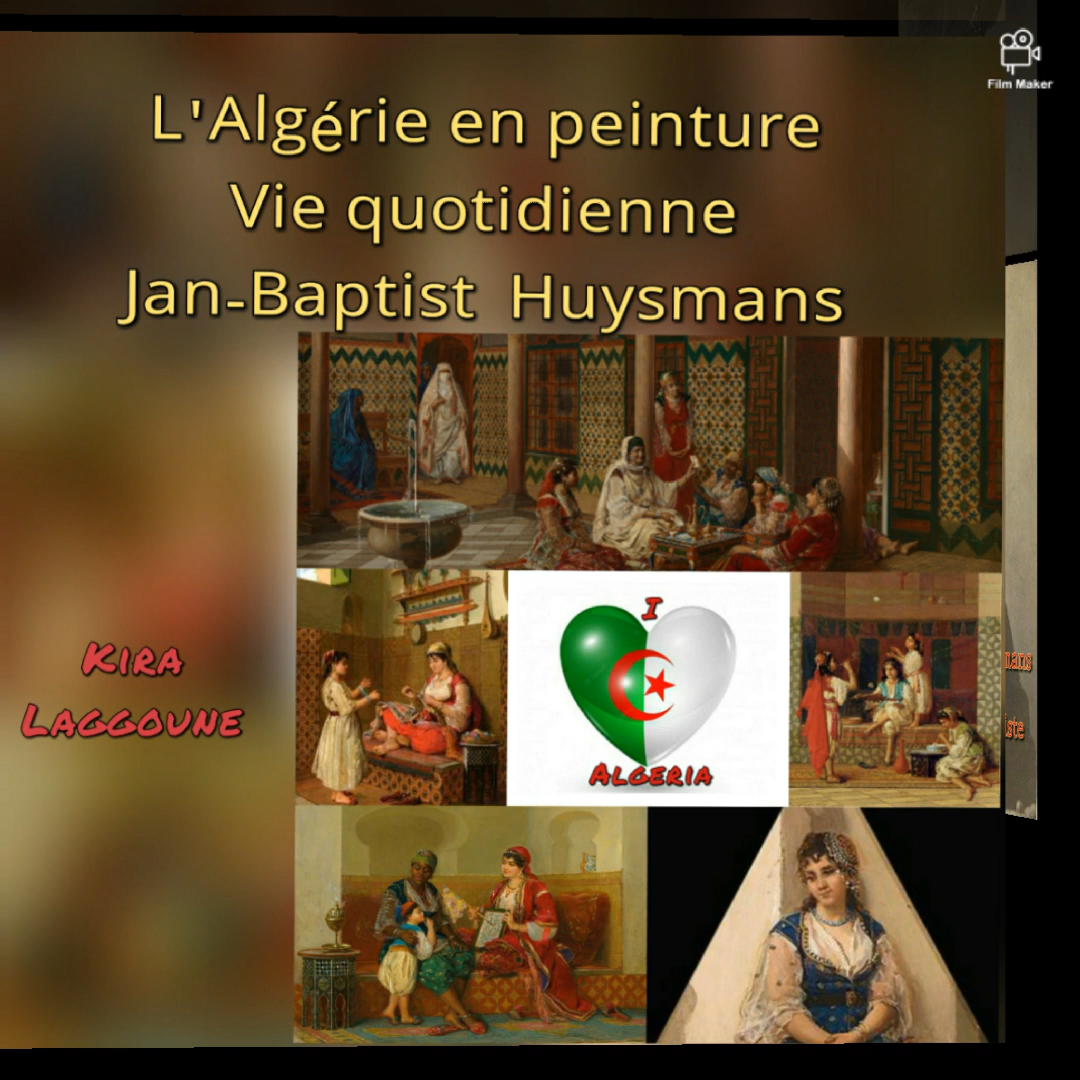 Film Maker
L'Algérie en peinture
Vie quotidienne
Jan-Baptist Huysmans
I
Kira
Laggoune
Algeria